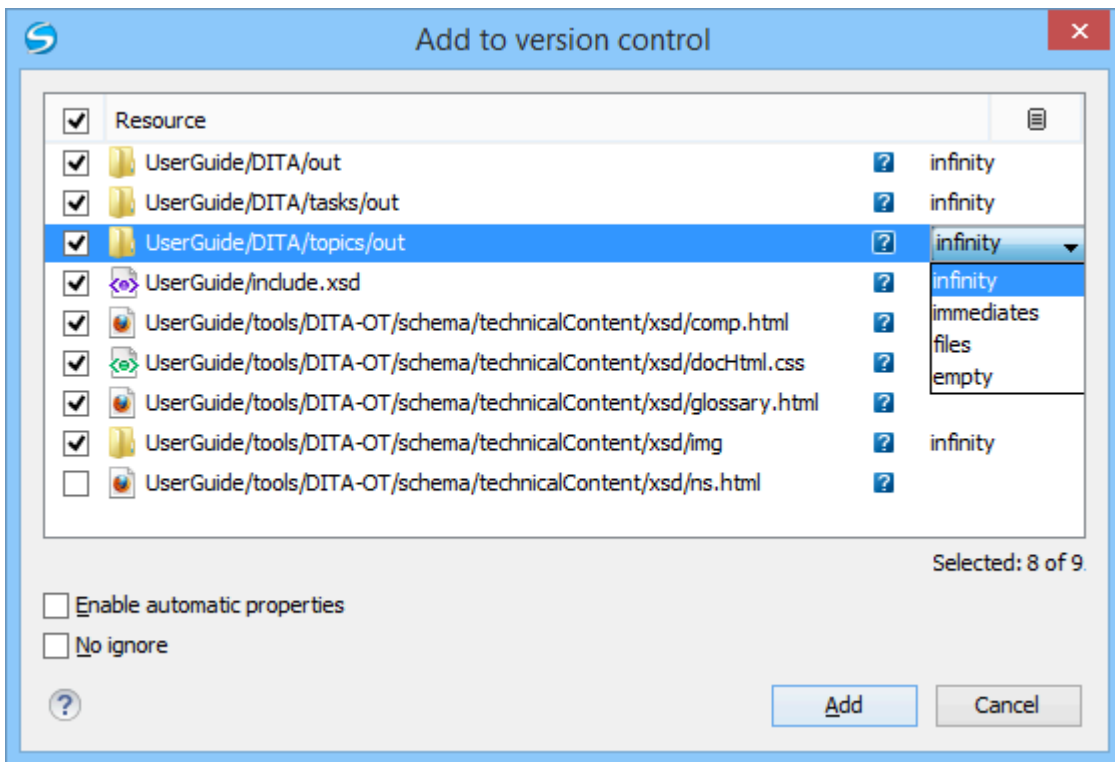 Add to version control
Resource
UserGuide/DITA/out ? infinity
UserGuide/DITA/tasks/out ? infinity
UserGuide/DITA/topics/out ? infinity
infinity
UserGuide/include.xsd ?
immediates
UserGuide/tools/DITA-OT/schema/technicalContent/xsd/comp.html ?
files
UserGuide/tools/DITA-OT/schema/technicalContent/xsd/docHtml.css ?
empty
UserGuide/tools/DITA-OT/schema/technicalContent/xsd/glossary.html ?
UserGuide/tools/DITA-OT/schema/technicalContent/xsd/img ? infinity
UserGuide/tools/DITA-OT/schema/technicalContent/xsd/ns.html ?
Selected: 8 of 9
Enable automatic properties
No ignore
? Add Cancel